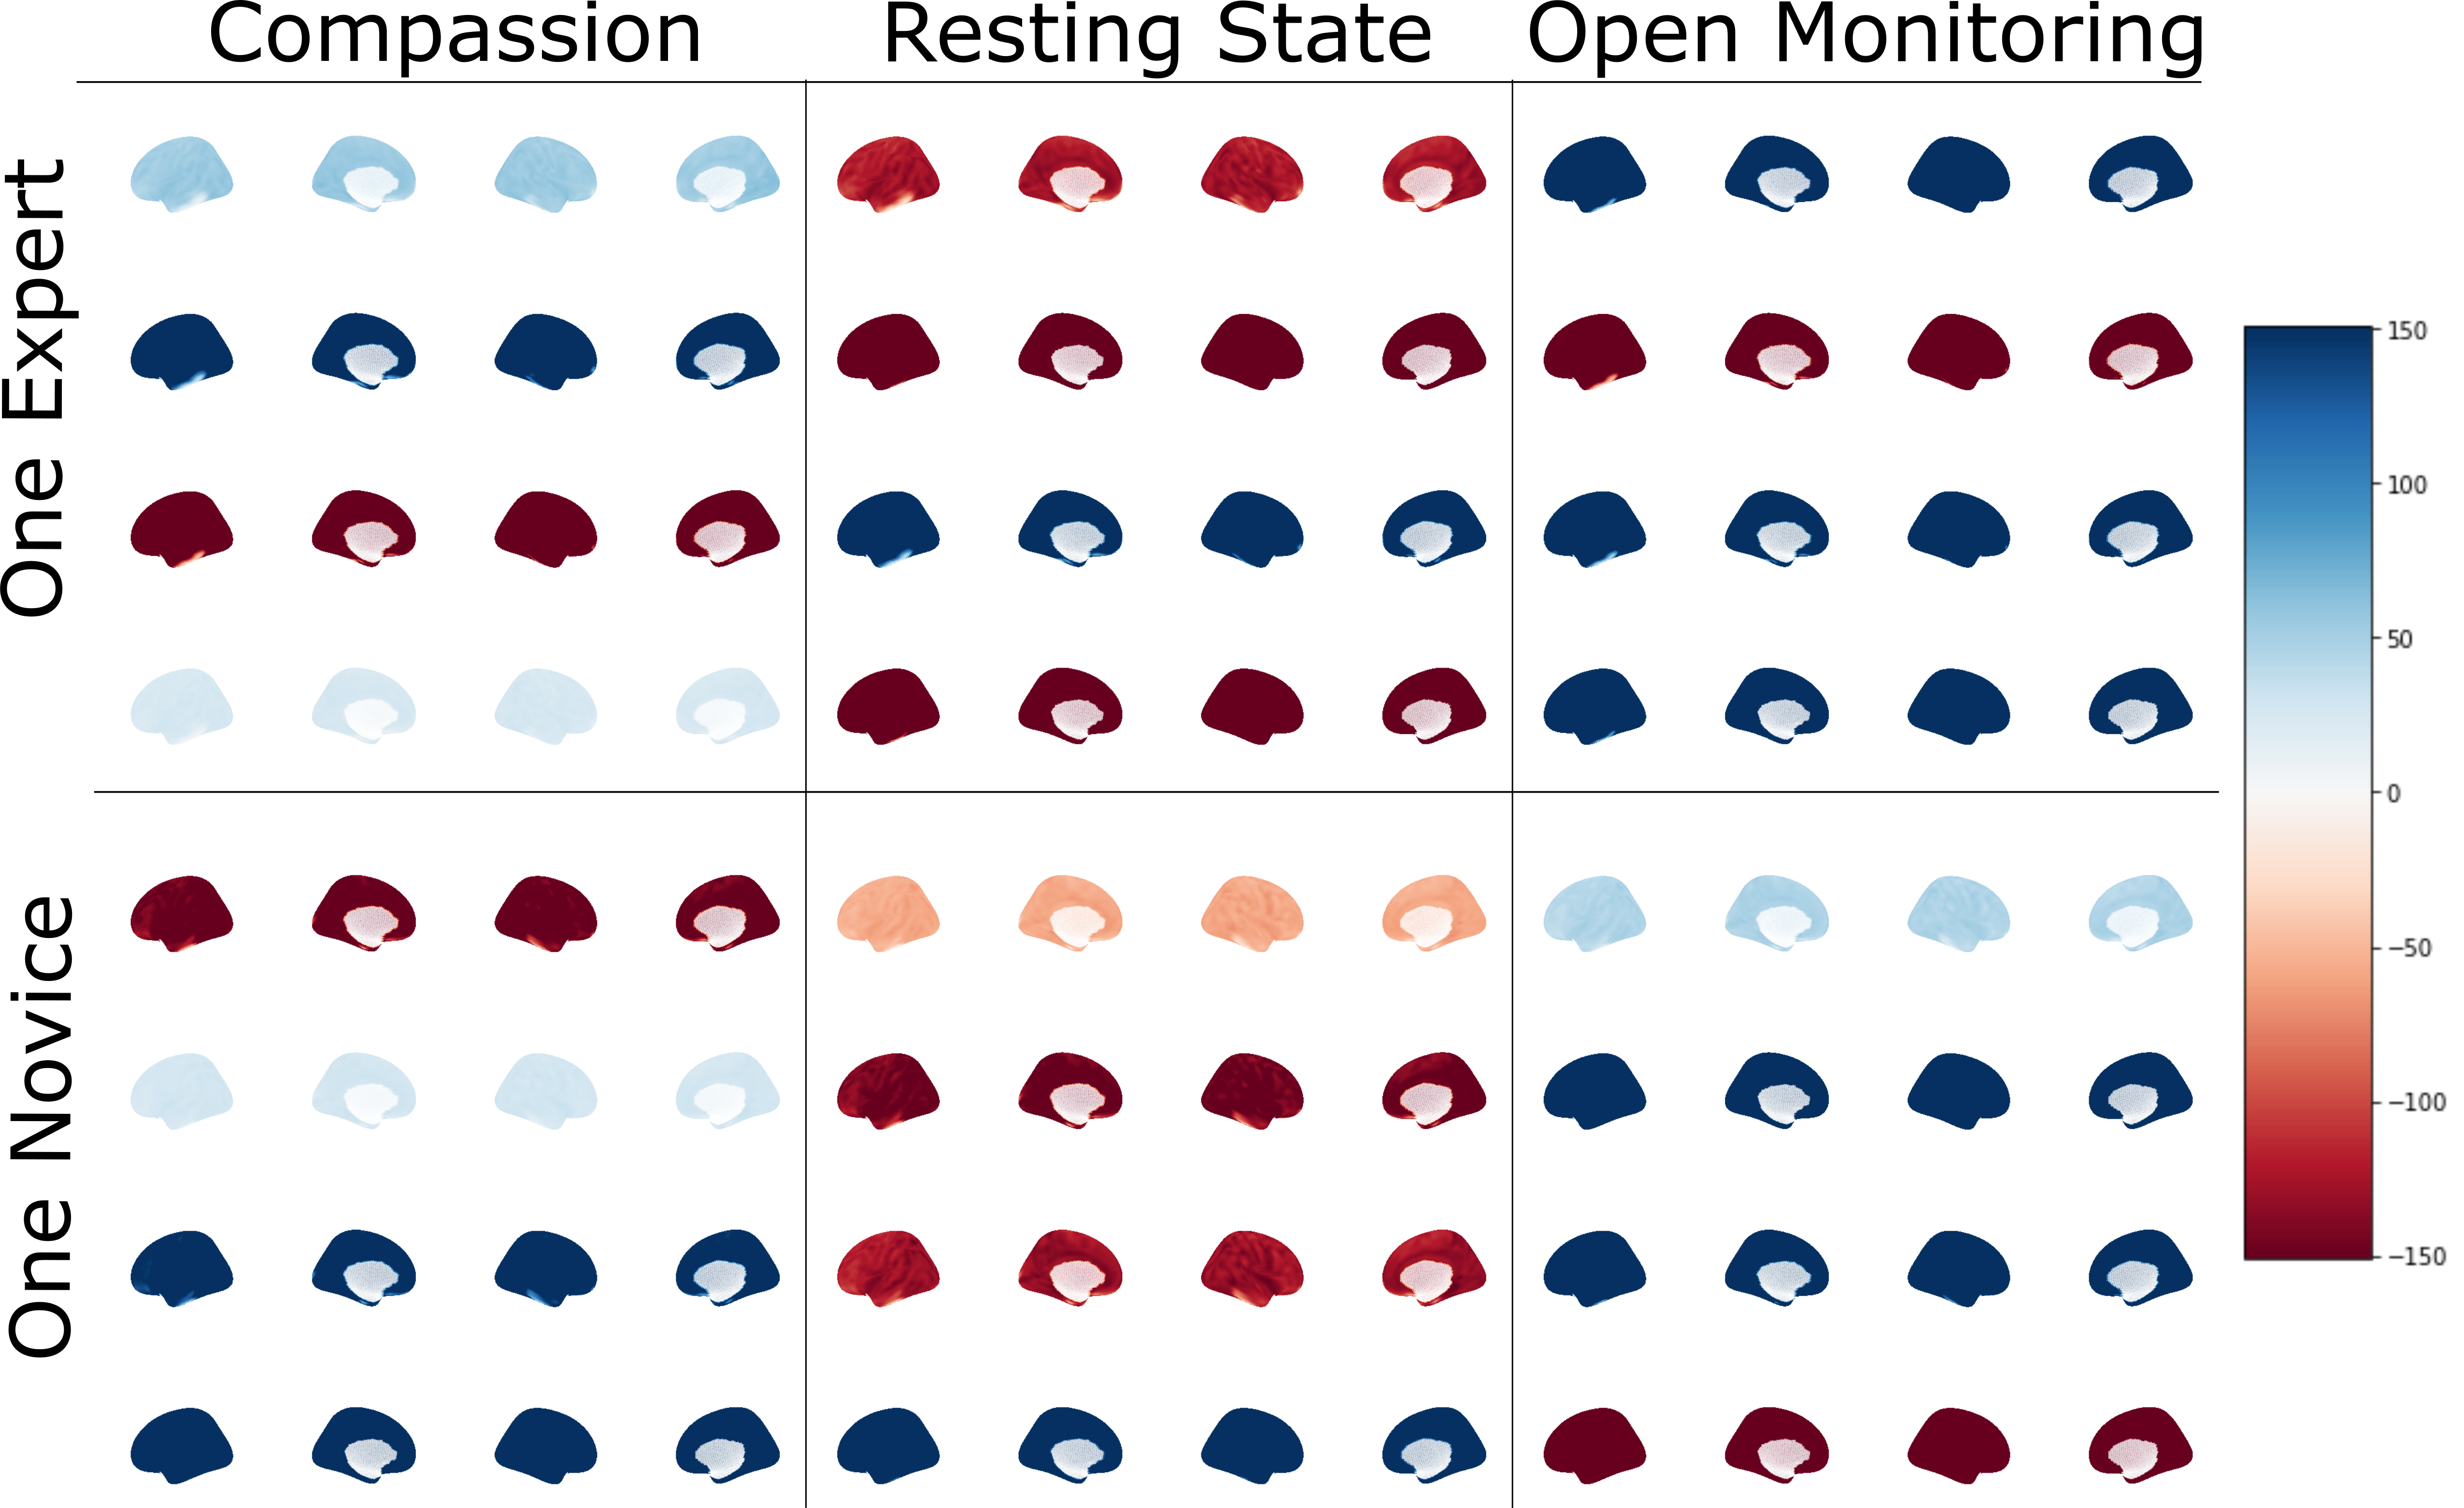 Compassion
Resting State
Open Monitoring
One Expert
One Novice
150
100
50
0
−50
−100
−150